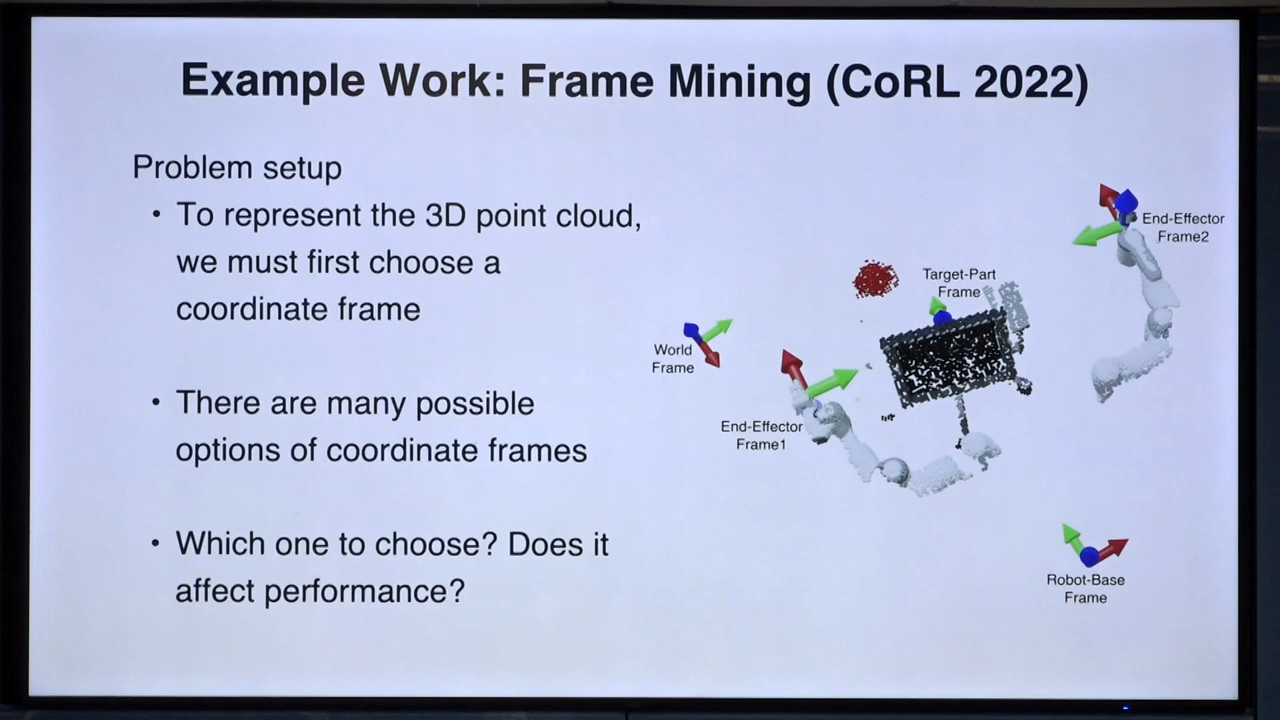 Example Work: Frame Mining (CoRL 2022)
Problem setup
• To represent the 3D point cloud,
we must first choose a
coordinate frame
• There are many possible
options of coordinate frames
• Which one to choose? Does it
affect performance?
End-Effector
Frame2
Target-Part
Frame
World
Frame
End-Effector
Frame1
Robot-Base
Frame